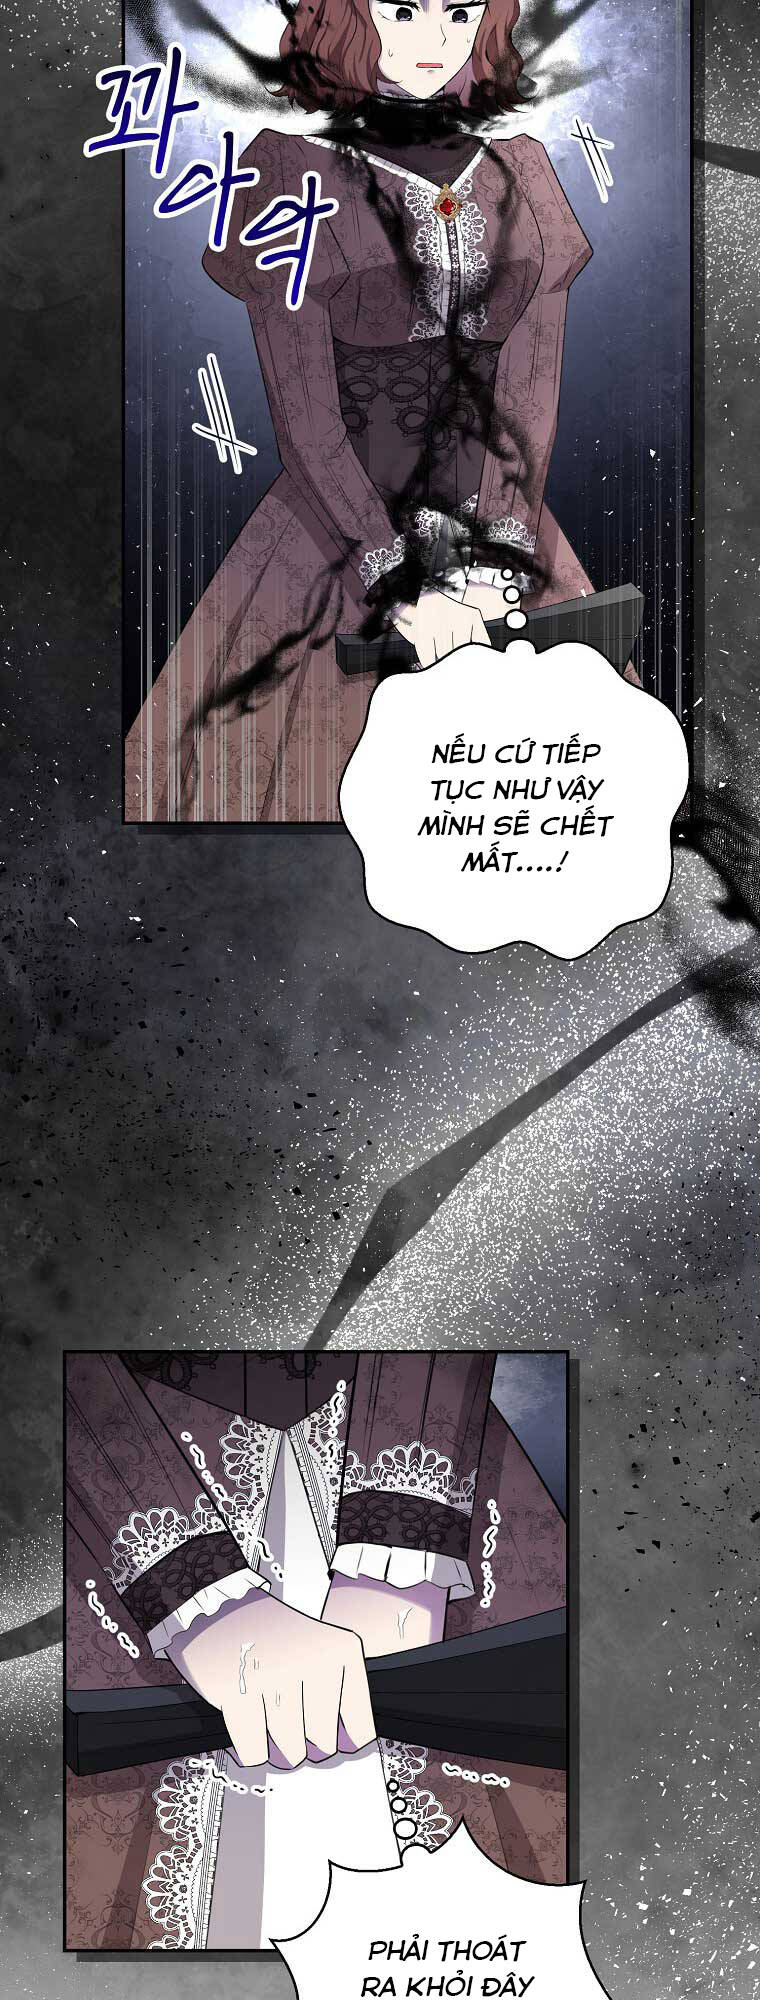 꽈
아
악
NẾU CỨ TIẾP
TỤC NHƯ VẬY
MÌNH SẼ CHẾT
MẤT....!
PHẢI THOÁT
RA KHỎI ĐÂY